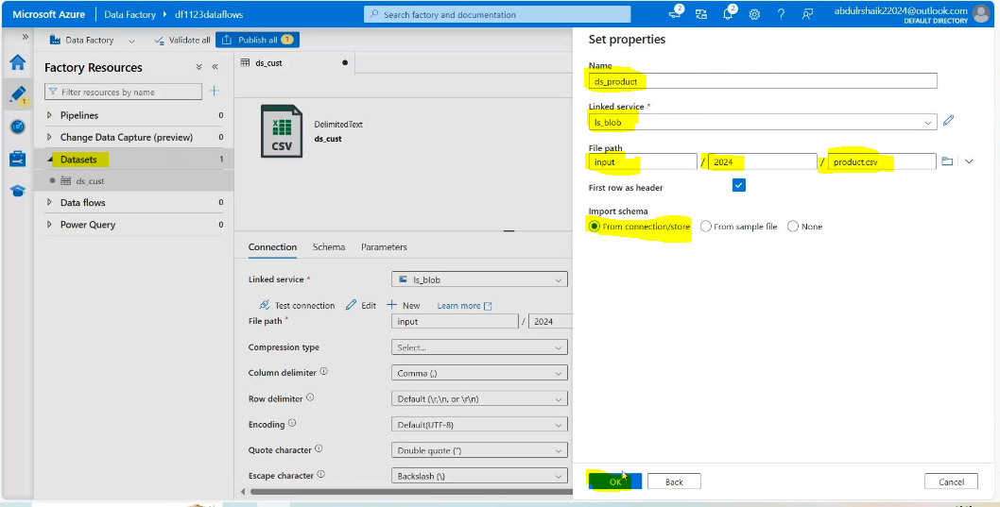 Microsoft Azure
Data Factory
df1123dataflows
Search factory and documentation
2
2
abdulrshaik22024@outlook.com
DEFAULT DIRECTORY
Data Factory
Validate all
Publish all
1
Factory Resources
Filter resources by name
Pipelines
0
Change Data Capture (preview)
0
Datasets
1
ds_cust
Data flows
0
Power Query
0
1
ds_cust
CSV
DelimitedText
ds_cust
Connection
Schema
Parameters
Linked service *
ls_blob
Test connection
Edit
New
Learn more
File path *
input
/
2024
Compression type
Select...
Column delimiter
Comma (,)
Row delimiter
Default (\r,\n, or \r\n)
Encoding
Default(UTF-8)
Quote character
Double quote (")
Escape character
Backslash (\)
Set properties
Name
ds_product
Linked service *
ls_blob
File path
input
/
2024
/
product.csv
First row as header
Import schema
From connection/store
From sample file
None
OK
Back
Cancel